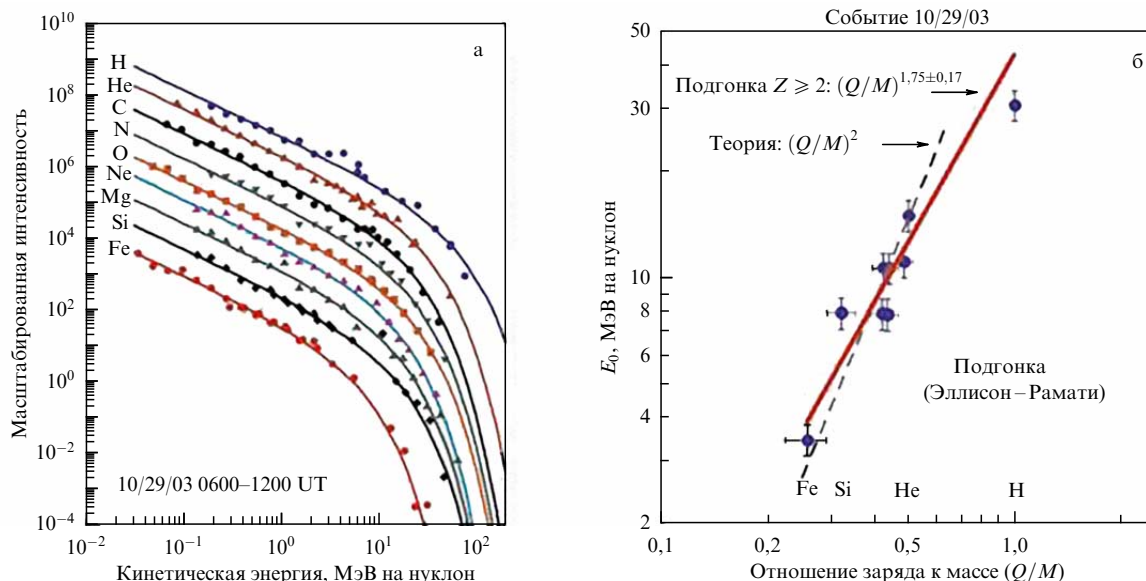 а
10^10
10^8
10^6
10^4
10^2
10^0
10^−2
10^−4
Масштабированная интенсивность
H
He
C
N
O
Ne
Mg
Si
Fe
10/29/03 0600–1200 UT
10^−2 10^−1 10^0 10^1 10^2
Кинетическая энергия, МэВ на нуклон
Событие 10/29/03
б
50
30
10
8
6
4
2
E_0, МэВ на нуклон
Подгонка Z ⩾ 2: (Q/M)^1,75±0,17
Теория: (Q/M)^2
Подгонка
(Эллисон–Рамати)
Fe Si He H
0,1 0,2 0,5 1,0
Отношение заряда к массе (Q/M)